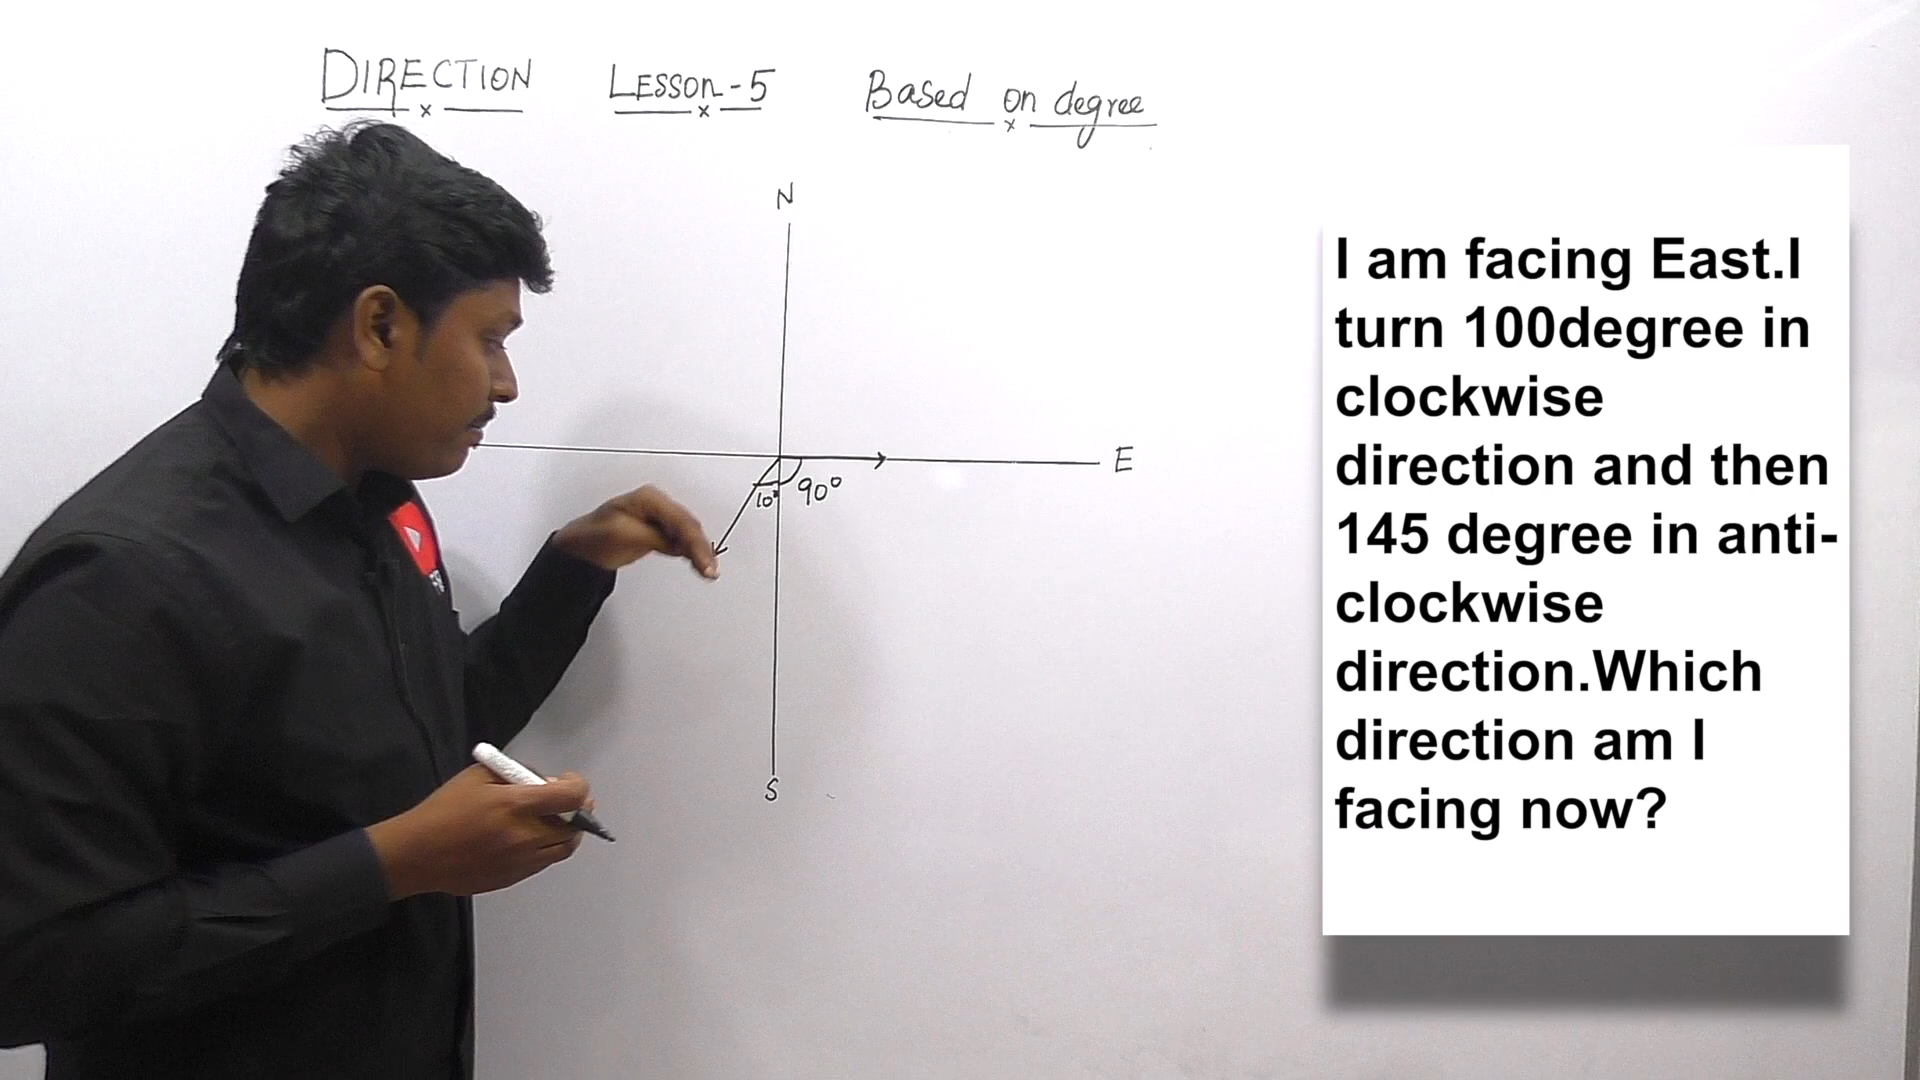 DIRECTION LESSON-5 Based on degree
N
E
10° 90°
S
I am facing East.I
turn 100degree in
clockwise
direction and then
145 degree in anti-
clockwise
direction.Which
direction am I
facing now?